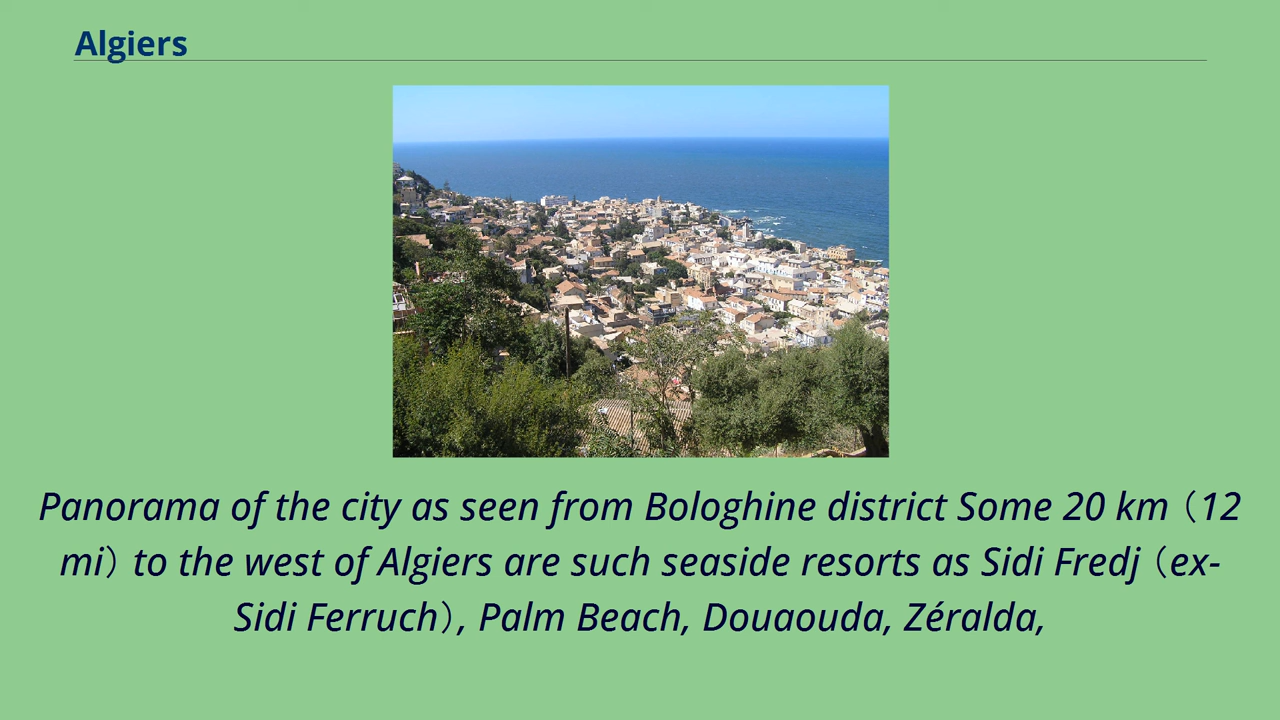 Algiers
Panorama of the city as seen from Bologhine district Some 20 km（12
mi）to the west of Algiers are such seaside resorts as Sidi Fredj（ex-
Sidi Ferruch）, Palm Beach, Douaouda, Zéralda,